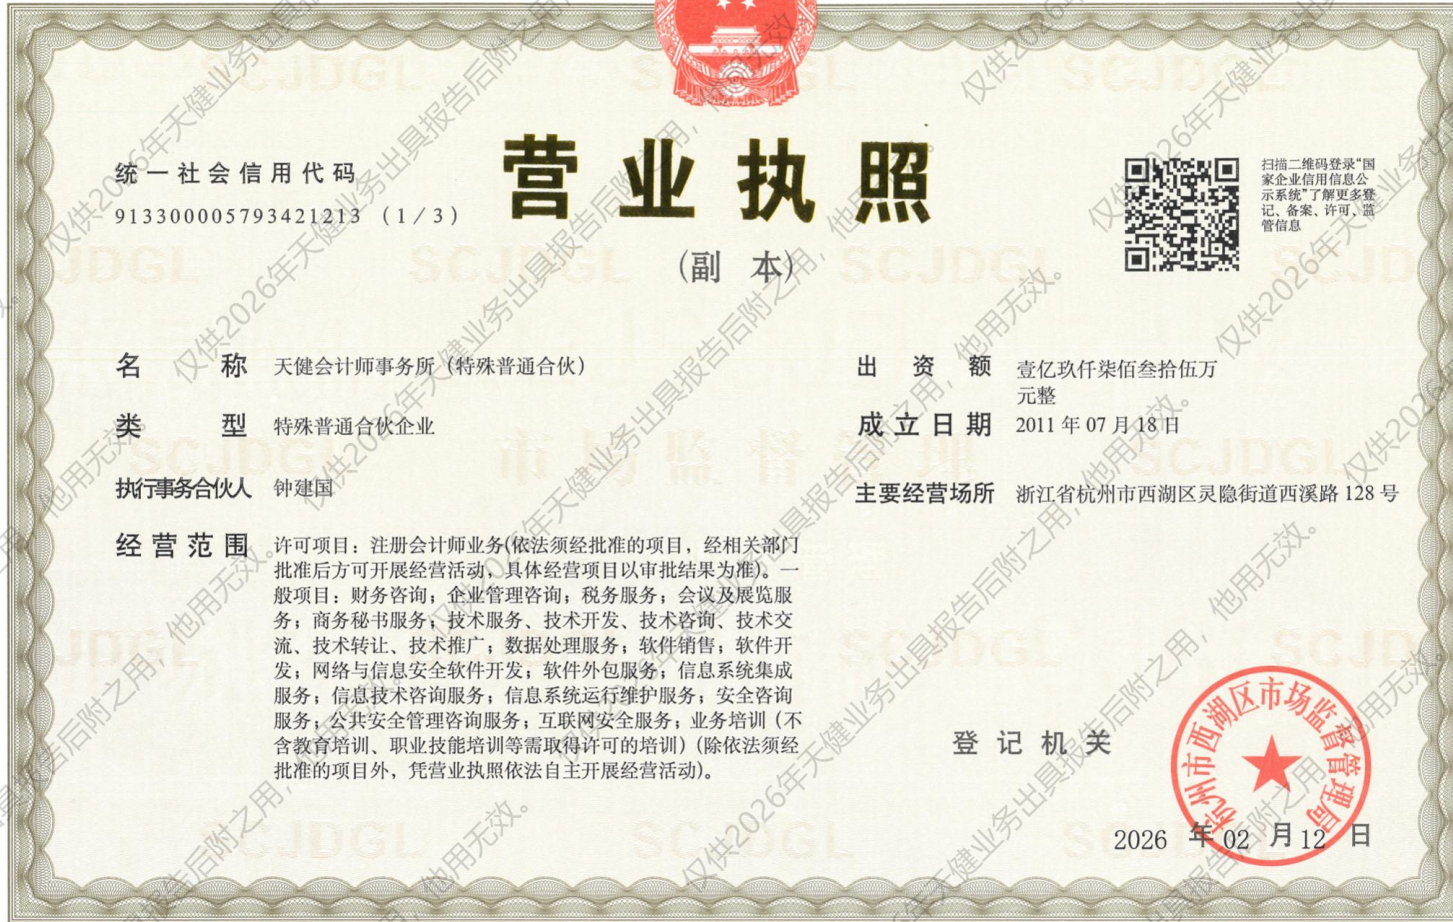 营业执照
（副 本）
统一社会信用代码
913300005793421213 （1/3）
扫描二维码登录“国
家企业信用信息公
示系统”了解更多登
记、备案、许可、监
管信息
名 称 天健会计师事务所（特殊普通合伙）
类 型 特殊普通合伙企业
执行事务合伙人 钟建国
经营范围 许可项目：注册会计师业务(依法须经批准的项目，经相关部门
批准后方可开展经营活动，具体经营项目以审批结果为准)。一
般项目：财务咨询；企业管理咨询；税务服务；会议及展览服
务；商务秘书服务；技术服务、技术开发、技术咨询、技术交
流、技术转让、技术推广；数据处理服务；软件销售；软件开
发；网络与信息安全软件开发；软件外包服务；信息系统集成
服务；信息技术咨询服务；信息系统运行维护服务；安全咨询
服务；公共安全管理咨询服务；互联网安全服务；业务培训（不
含教育培训、职业技能培训等需取得许可的培训）(除依法须经
批准的项目外，凭营业执照依法自主开展经营活动)。
出 资 额 壹亿玖仟柒佰叁拾伍万
元整
成立日期 2011 年 07 月 18 日
主要经营场所 浙江省杭州市西湖区灵隐街道西溪路 128 号
登记机关
杭州市西湖区市场监督管理局
2026 年 02 月 12 日
SCJDGL
市场监督管理
仅供2026年天健业务出具报告后附之用，他用无效。